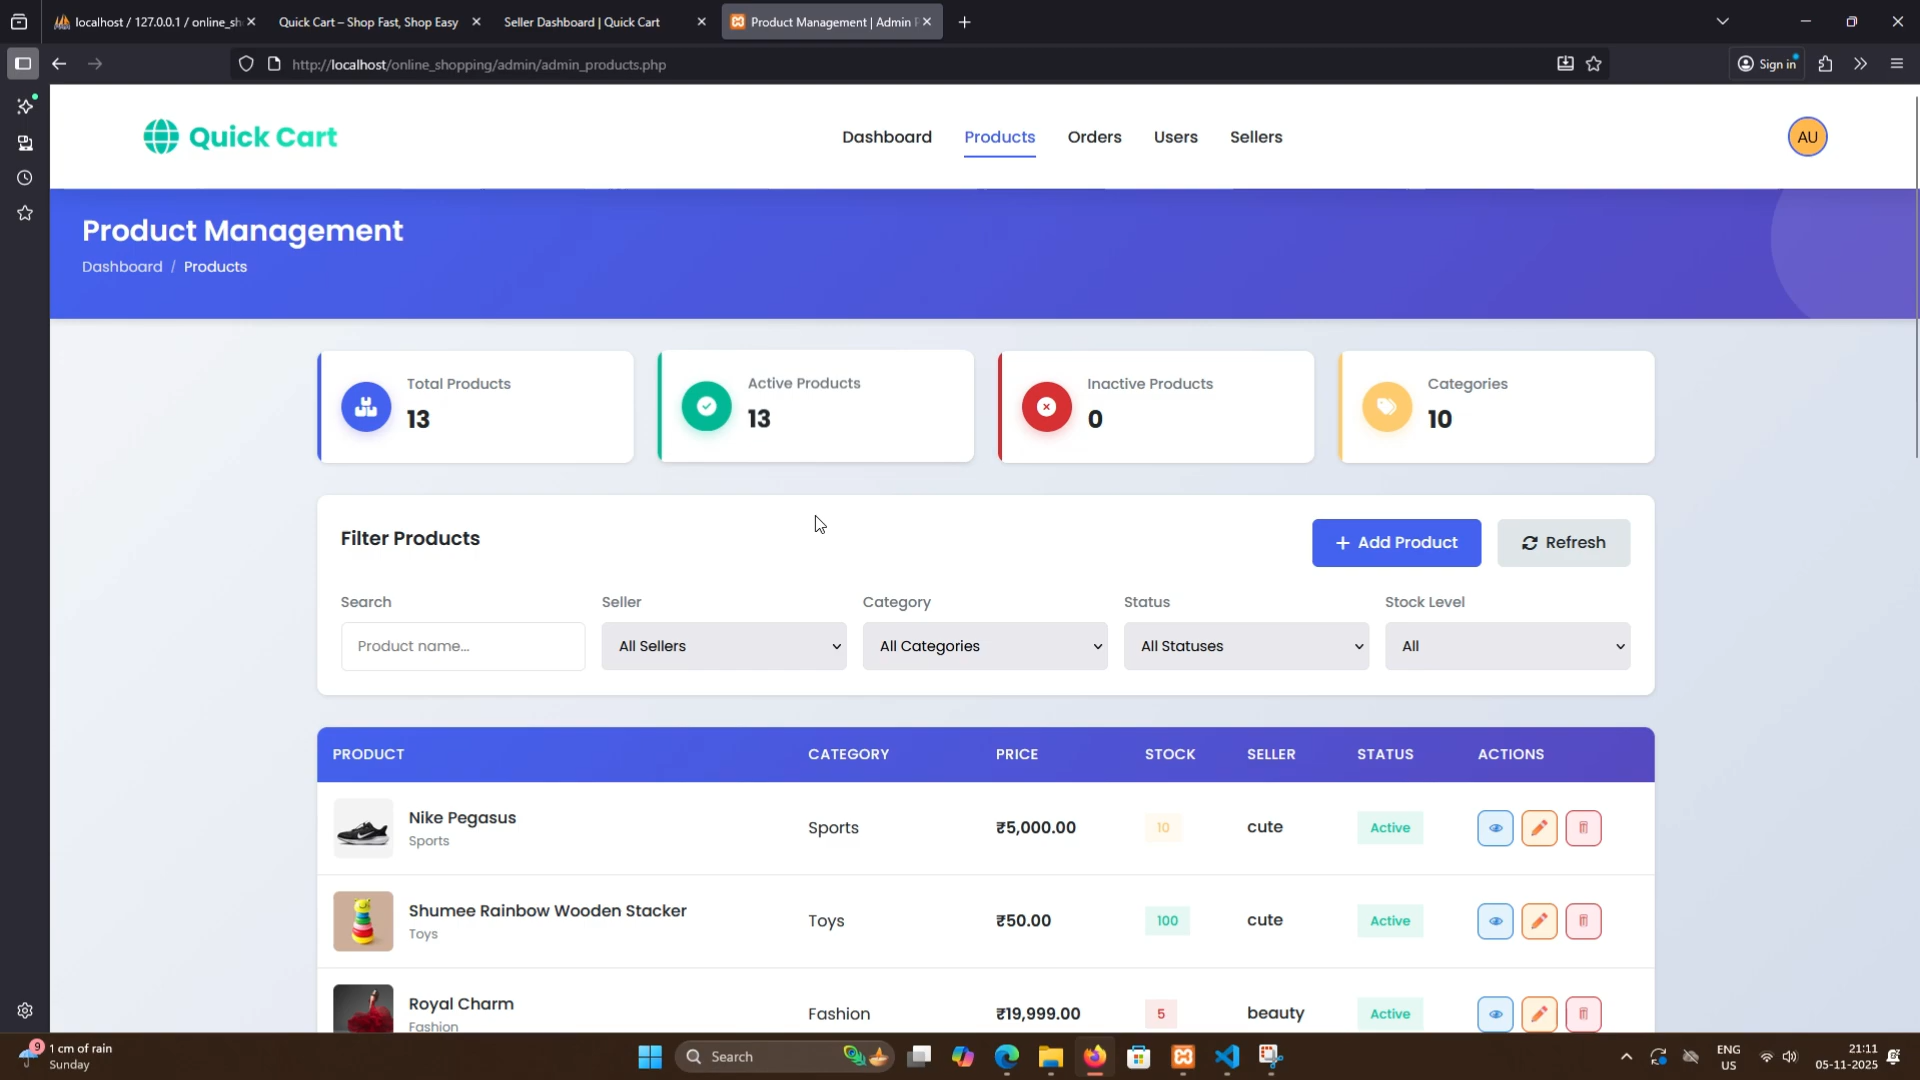 localhost / 127.0.0.1 / online_sh
Quick Cart – Shop Fast, Shop Easy
Seller Dashboard | Quick Cart
Product Management | Admin
http://localhost/online_shopping/admin/admin_products.php
Sign in
Quick Cart
Dashboard
Products
Orders
Users
Sellers
AU
Product Management
Dashboard / Products
Total Products
13
Active Products
13
Inactive Products
0
Categories
10
Filter Products
+ Add Product
Refresh
Search
Seller
Category
Status
Stock Level
Product name...
All Sellers
All Categories
All Statuses
All
PRODUCT
CATEGORY
PRICE
STOCK
SELLER
STATUS
ACTIONS
Nike Pegasus
Sports
Sports
₹5,000.00
10
cute
Active
Shumee Rainbow Wooden Stacker
Toys
Toys
₹50.00
100
cute
Active
Royal Charm
Fashion
Fashion
₹19,999.00
5
beauty
Active
9
1 cm of rain
Sunday
Search
ENG
US
21:11
05-11-2025